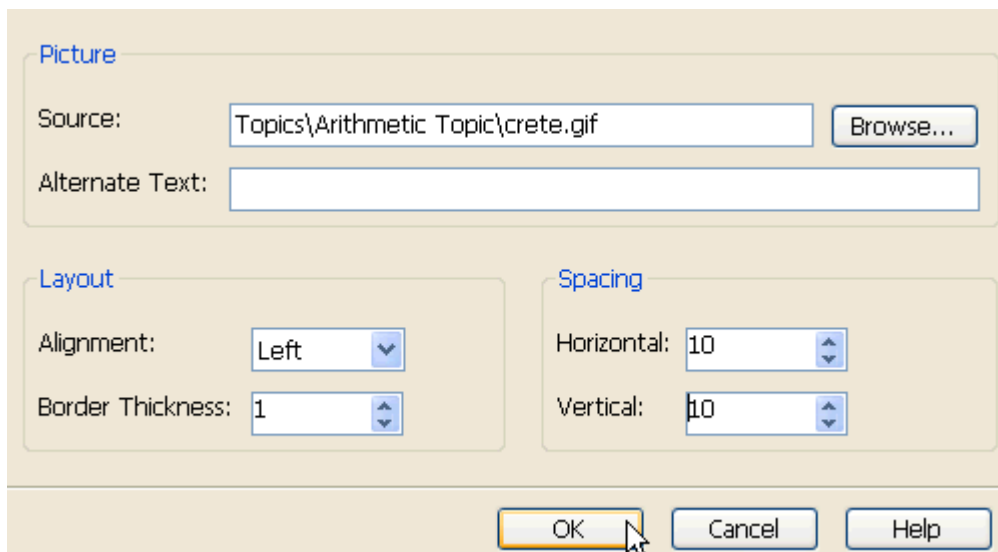 Picture
Source: Topics\Arithmetic Topic\crete.gif Browse...
Alternate Text:
Layout
Alignment: Left
Border Thickness: 1
Spacing
Horizontal: 10
Vertical: 10
OK Cancel Help